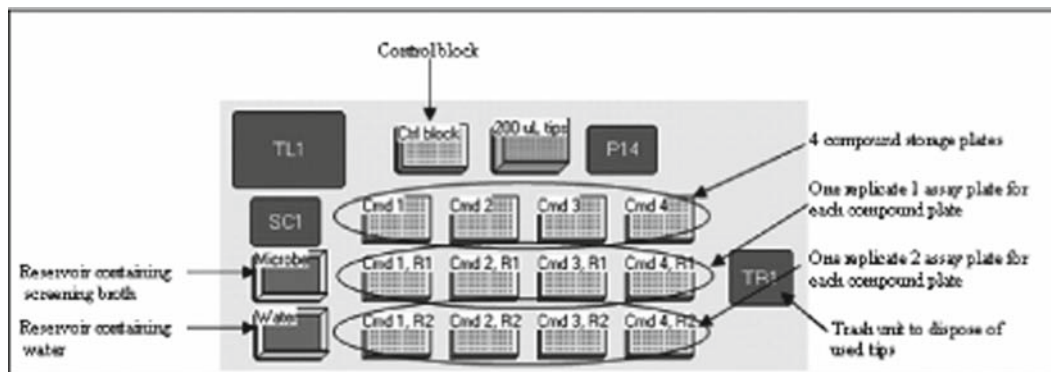 Control block
TL1
Ctrl block
200 uL tips
P14
4 compound storage plates
SC1
Cmd 1
Cmd 2
Cmd 3
Cmd 4
One replicate 1 assay plate for
each compound plate
Microbe
Cmd 1, R1
Cmd 2, R1
Cmd 3, R1
Cmd 4, R1
TR1
One replicate 2 assay plate for
each compound plate
Reservoir containing
screening broth
Water
Cmd 1, R2
Cmd 2, R2
Cmd 3, R2
Cmd 4, R2
Reservoir containing
water
Trash unit to dispose of
used tips